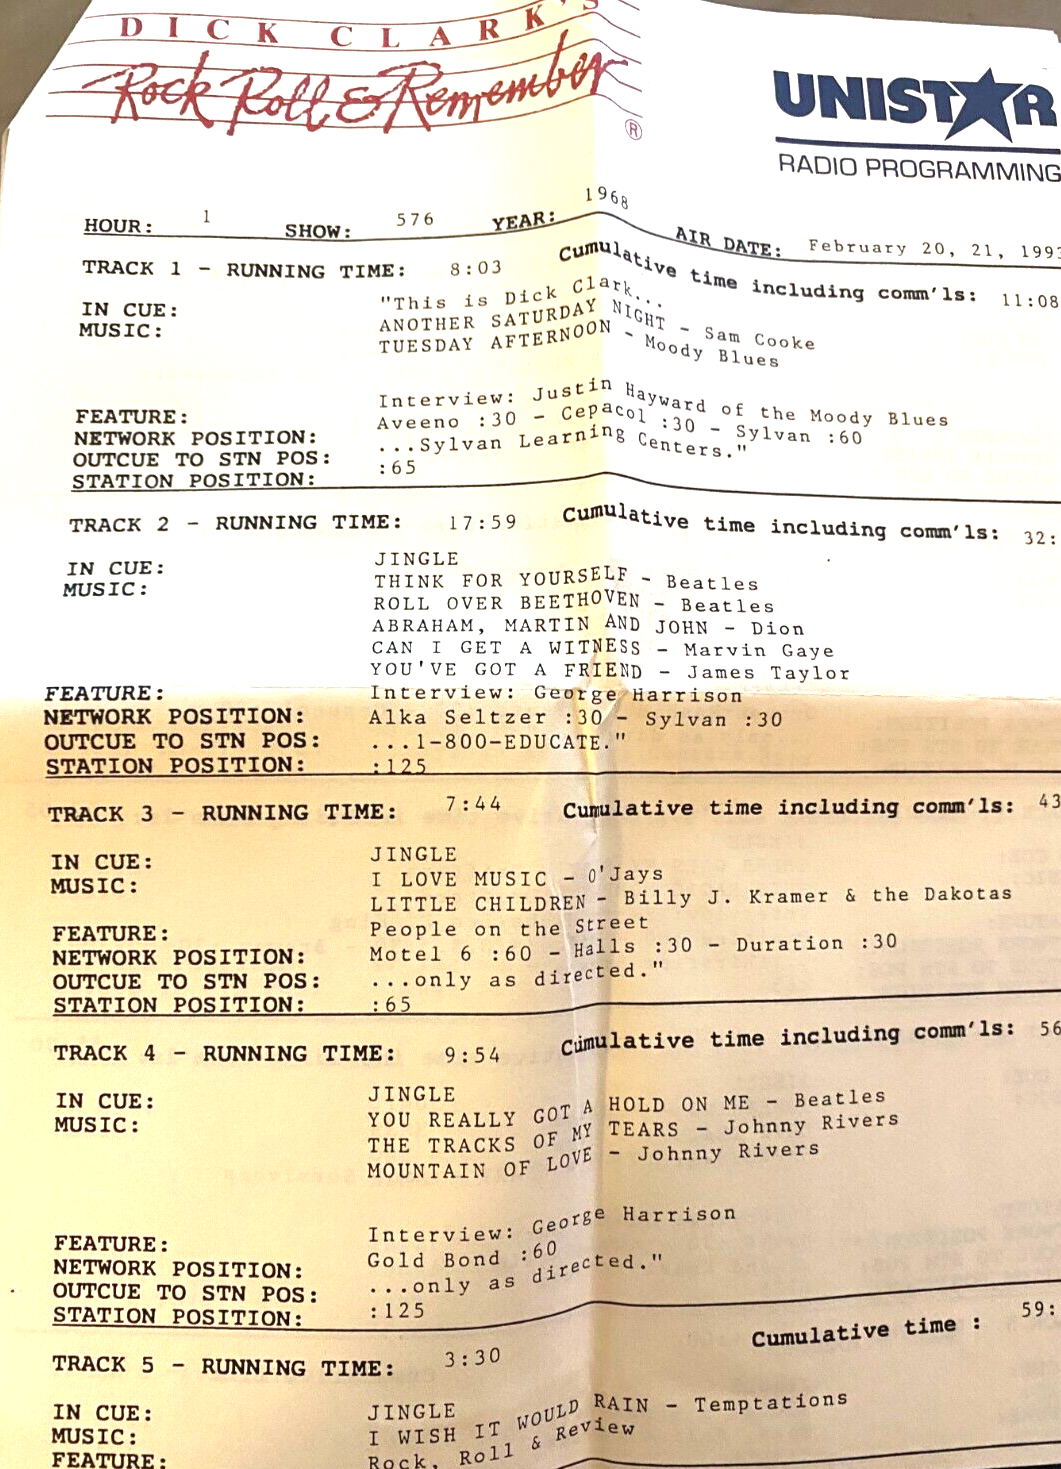 DICK CLARK'S
Rock Roll & Remember ®
UNISTAR
RADIO PROGRAMMING
HOUR: 1 SHOW: 576 YEAR: 1968 AIR DATE: February 20, 21, 1993
TRACK 1 - RUNNING TIME: 8:03 Cumulative time including comm'ls: 11:08
IN CUE: "This is Dick Clark...
MUSIC: ANOTHER SATURDAY NIGHT - Sam Cooke
TUESDAY AFTERNOON - Moody Blues
FEATURE: Interview: Justin Hayward of the Moody Blues
NETWORK POSITION: Aveeno :30 - Cepacol :30 - Sylvan :60
OUTCUE TO STN POS: ...Sylvan Learning Centers."
STATION POSITION: :65
TRACK 2 - RUNNING TIME: 17:59 Cumulative time including comm'ls: 32:
IN CUE: JINGLE
MUSIC: THINK FOR YOURSELF - Beatles
ROLL OVER BEETHOVEN - Beatles
ABRAHAM, MARTIN AND JOHN - Dion
CAN I GET A WITNESS - Marvin Gaye
YOU'VE GOT A FRIEND - James Taylor
FEATURE: Interview: George Harrison
NETWORK POSITION: Alka Seltzer :30 - Sylvan :30
OUTCUE TO STN POS: ...1-800-EDUCATE."
STATION POSITION: :125
TRACK 3 - RUNNING TIME: 7:44 Cumulative time including comm'ls: 43
IN CUE: JINGLE
MUSIC: I LOVE MUSIC - O'Jays
LITTLE CHILDREN - Billy J. Kramer & the Dakotas
FEATURE: People on the Street
NETWORK POSITION: Motel 6 :60 - Halls :30 - Duration :30
OUTCUE TO STN POS: ...only as directed."
STATION POSITION: :65
TRACK 4 - RUNNING TIME: 9:54 Cumulative time including comm'ls: 56
IN CUE: JINGLE
MUSIC: YOU REALLY GOT A HOLD ON ME - Beatles
THE TRACKS OF MY TEARS - Johnny Rivers
MOUNTAIN OF LOVE - Johnny Rivers
FEATURE: Interview: George Harrison
NETWORK POSITION: Gold Bond :60
OUTCUE TO STN POS: ...only as directed."
STATION POSITION: :125
TRACK 5 - RUNNING TIME: 3:30 Cumulative time : 59:
IN CUE: JINGLE
MUSIC: I WISH IT WOULD RAIN - Temptations
FEATURE: Rock, Roll & Review